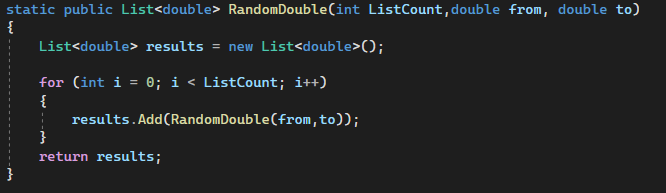 static public List<double> RandomDouble(int ListCount,double from, double to)
{
List<double> results = new List<double>();
for (int i = 0; i < ListCount; i++)
{
results.Add(RandomDouble(from,to));
}
return results;
}